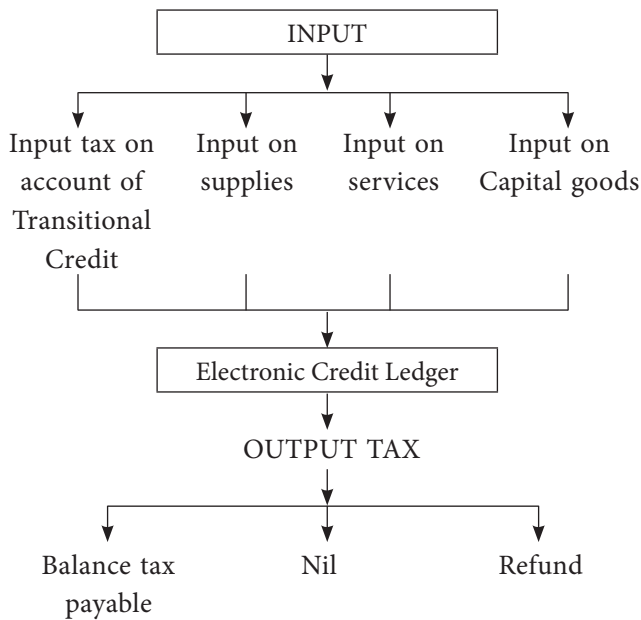 INPUT
Input tax on
account of
Transitional
Credit
Input on
supplies
Input on
services
Input on
Capital goods
Electronic Credit Ledger
OUTPUT TAX
Balance tax
payable
Nil
Refund